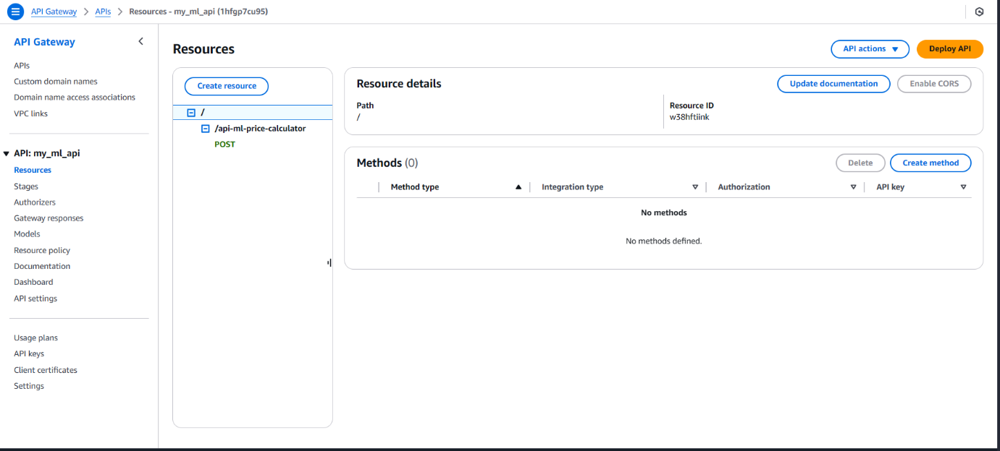 API Gateway > APIs > Resources - my_ml_api (1hfgp7cu95)
API Gateway
APIs
Custom domain names
Domain name access associations
VPC links
API: my_ml_api
Resources
Stages
Authorizers
Gateway responses
Models
Resource policy
Documentation
Dashboard
API settings
Usage plans
API keys
Client certificates
Settings
Resources
API actions
Deploy API
Create resource
/
/api-ml-price-calculator
POST
Resource details
Update documentation
Enable CORS
Path
/
Resource ID
w38hftiink
Methods (0)
Delete
Create method
Method type Integration type Authorization API key
No methods
No methods defined.